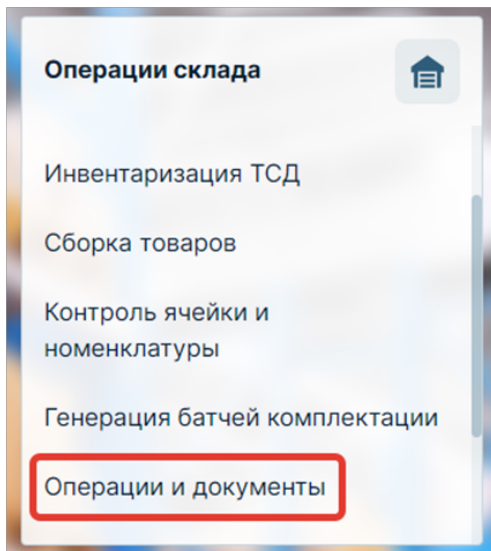 Операции склада
Инвентаризация ТСД
Сборка товаров
Контроль ячейки и
номенклатуры
Генерация батчей комплектации
Операции и документы